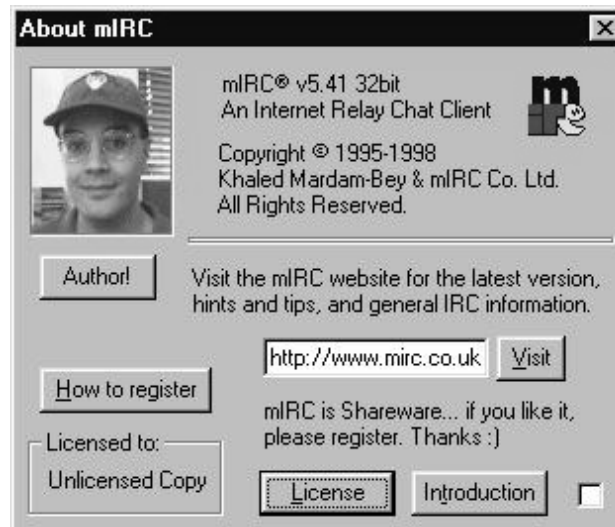 About mIRC
mIRC® v5.41 32bit
An Internet Relay Chat Client
Copyright © 1995-1998
Khaled Mardam-Bey & mIRC Co. Ltd.
All Rights Reserved.
Author!
Visit the mIRC website for the latest version,
hints and tips, and general IRC information.
http://www.mirc.co.uk
Visit
How to register
mIRC is Shareware... if you like it,
please register. Thanks :)
Licensed to:
Unlicensed Copy
License
Introduction